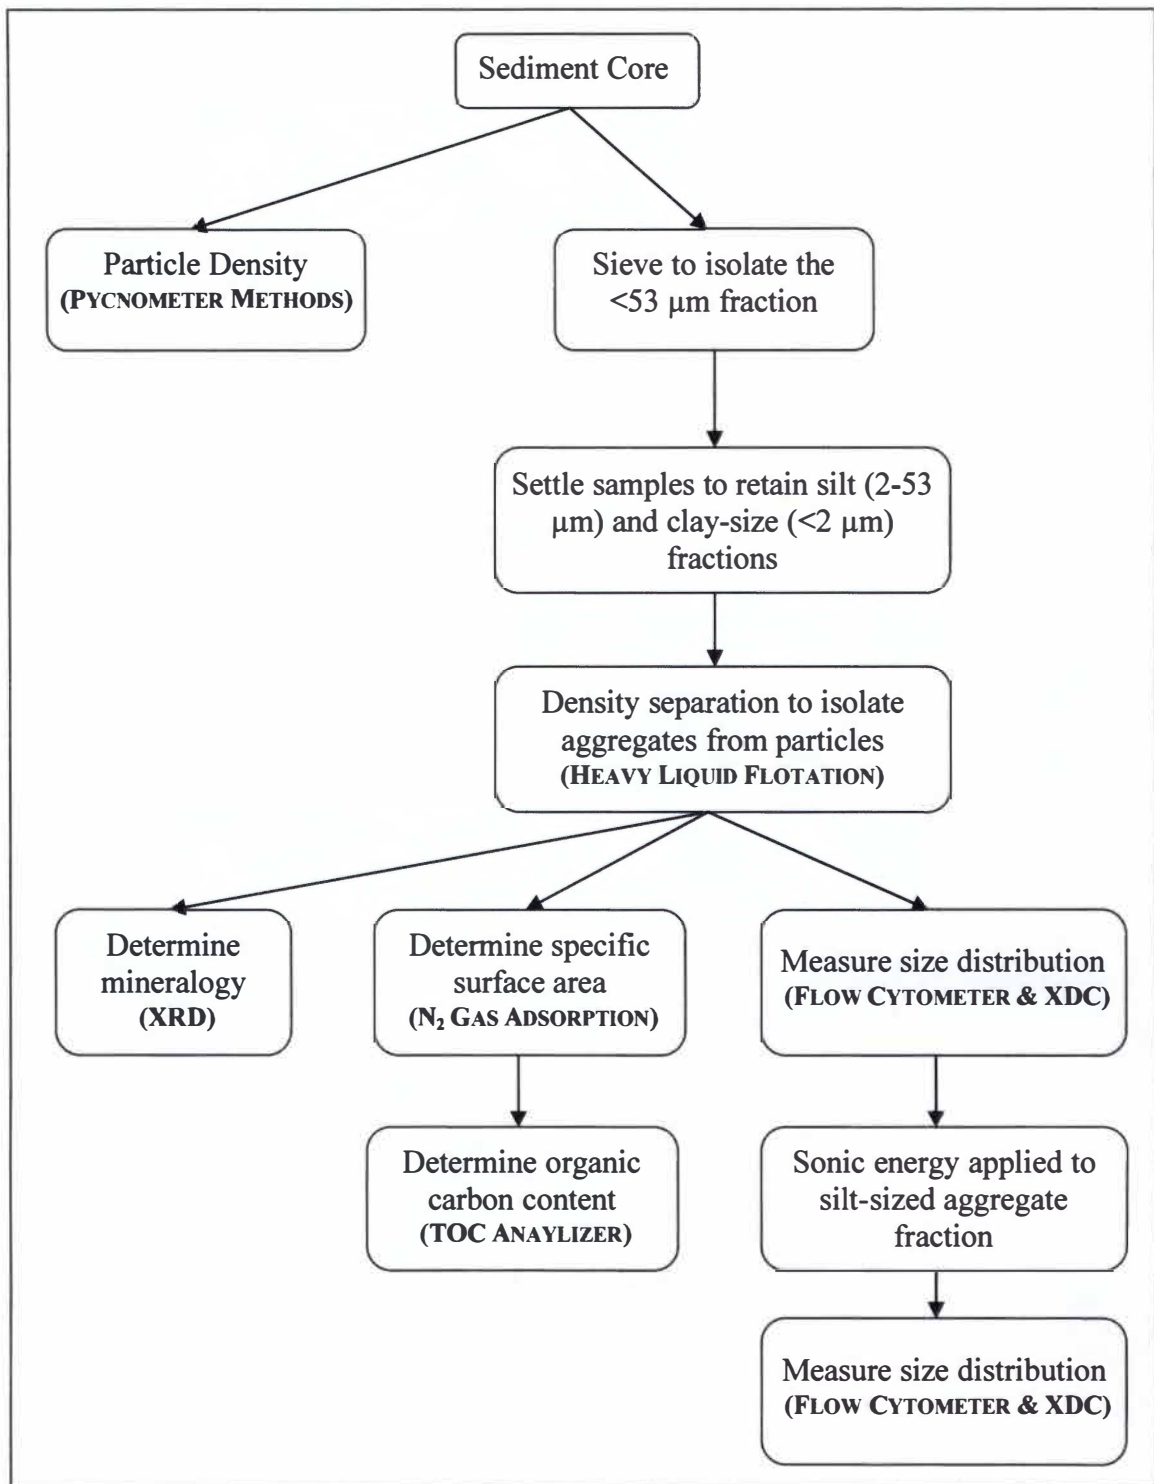 Sediment Core
Particle Density
(PYCNOMETER METHODS)
Sieve to isolate the
<53 μm fraction
Settle samples to retain silt (2-53
μm) and clay-size (<2 μm)
fractions
Density separation to isolate
aggregates from particles
(HEAVY LIQUID FLOTATION)
Determine
mineralogy
(XRD)
Determine specific
surface area
(N₂ GAS ADSORPTION)
Measure size distribution
(FLOW CYTOMETER & XDC)
Determine organic
carbon content
(TOC ANAYLIZER)
Sonic energy applied to
silt-sized aggregate
fraction
Measure size distribution
(FLOW CYTOMETER & XDC)